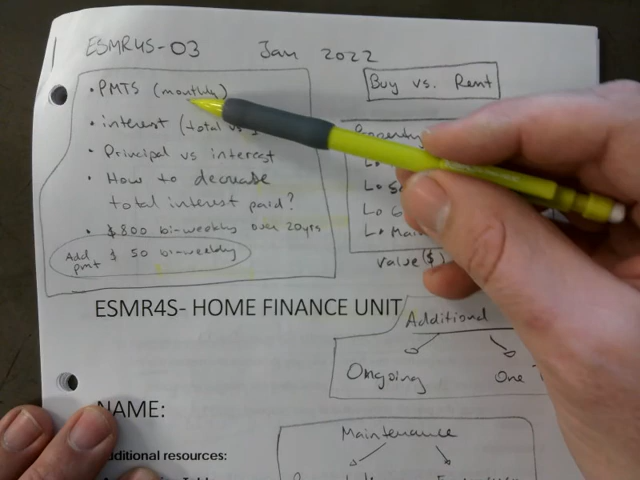 ESMR4S-03 Jan 2022
Buy vs. Rent
• PMTS (monthly)
• interest (total vs
• Principal vs interest
• How to decrease
total interest paid?
• $800 bi-weekly over 20yrs
Add $50 bi-weekly
pmt
Property
value ($)
ESMR4S- HOME FINANCE UNIT
Additional
Ongoing One
NAME:
Maintenance
dditional resources: